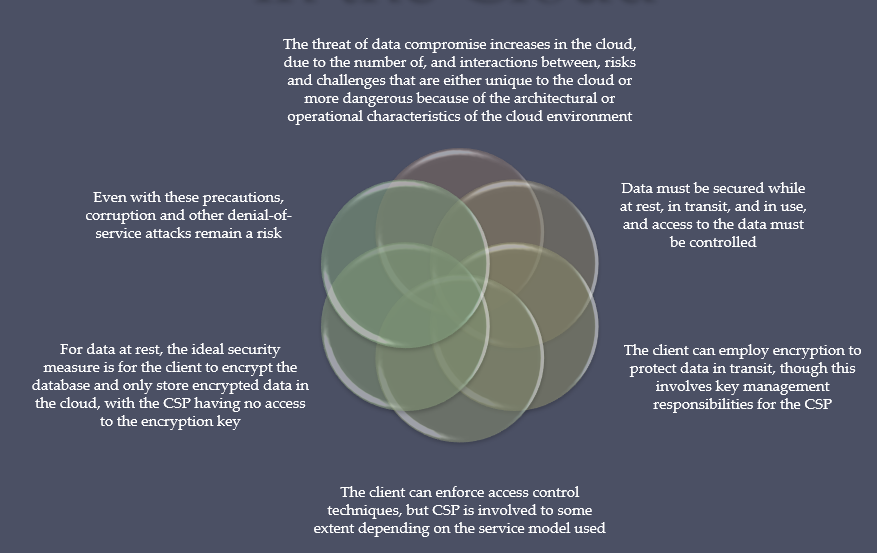 The threat of data compromise increases in the cloud,
due to the number of, and interactions between, risks
and challenges that are either unique to the cloud or
more dangerous because of the architectural or
operational characteristics of the cloud environment
Data must be secured while
at rest, in transit, and in use,
and access to the data must
be controlled
The client can employ encryption to
protect data in transit, though this
involves key management
responsibilities for the CSP
The client can enforce access control
techniques, but CSP is involved to some
extent depending on the service model used
For data at rest, the ideal security
measure is for the client to encrypt the
database and only store encrypted data in
the cloud, with the CSP having no access
to the encryption key
Even with these precautions,
corruption and other denial-of-
service attacks remain a risk